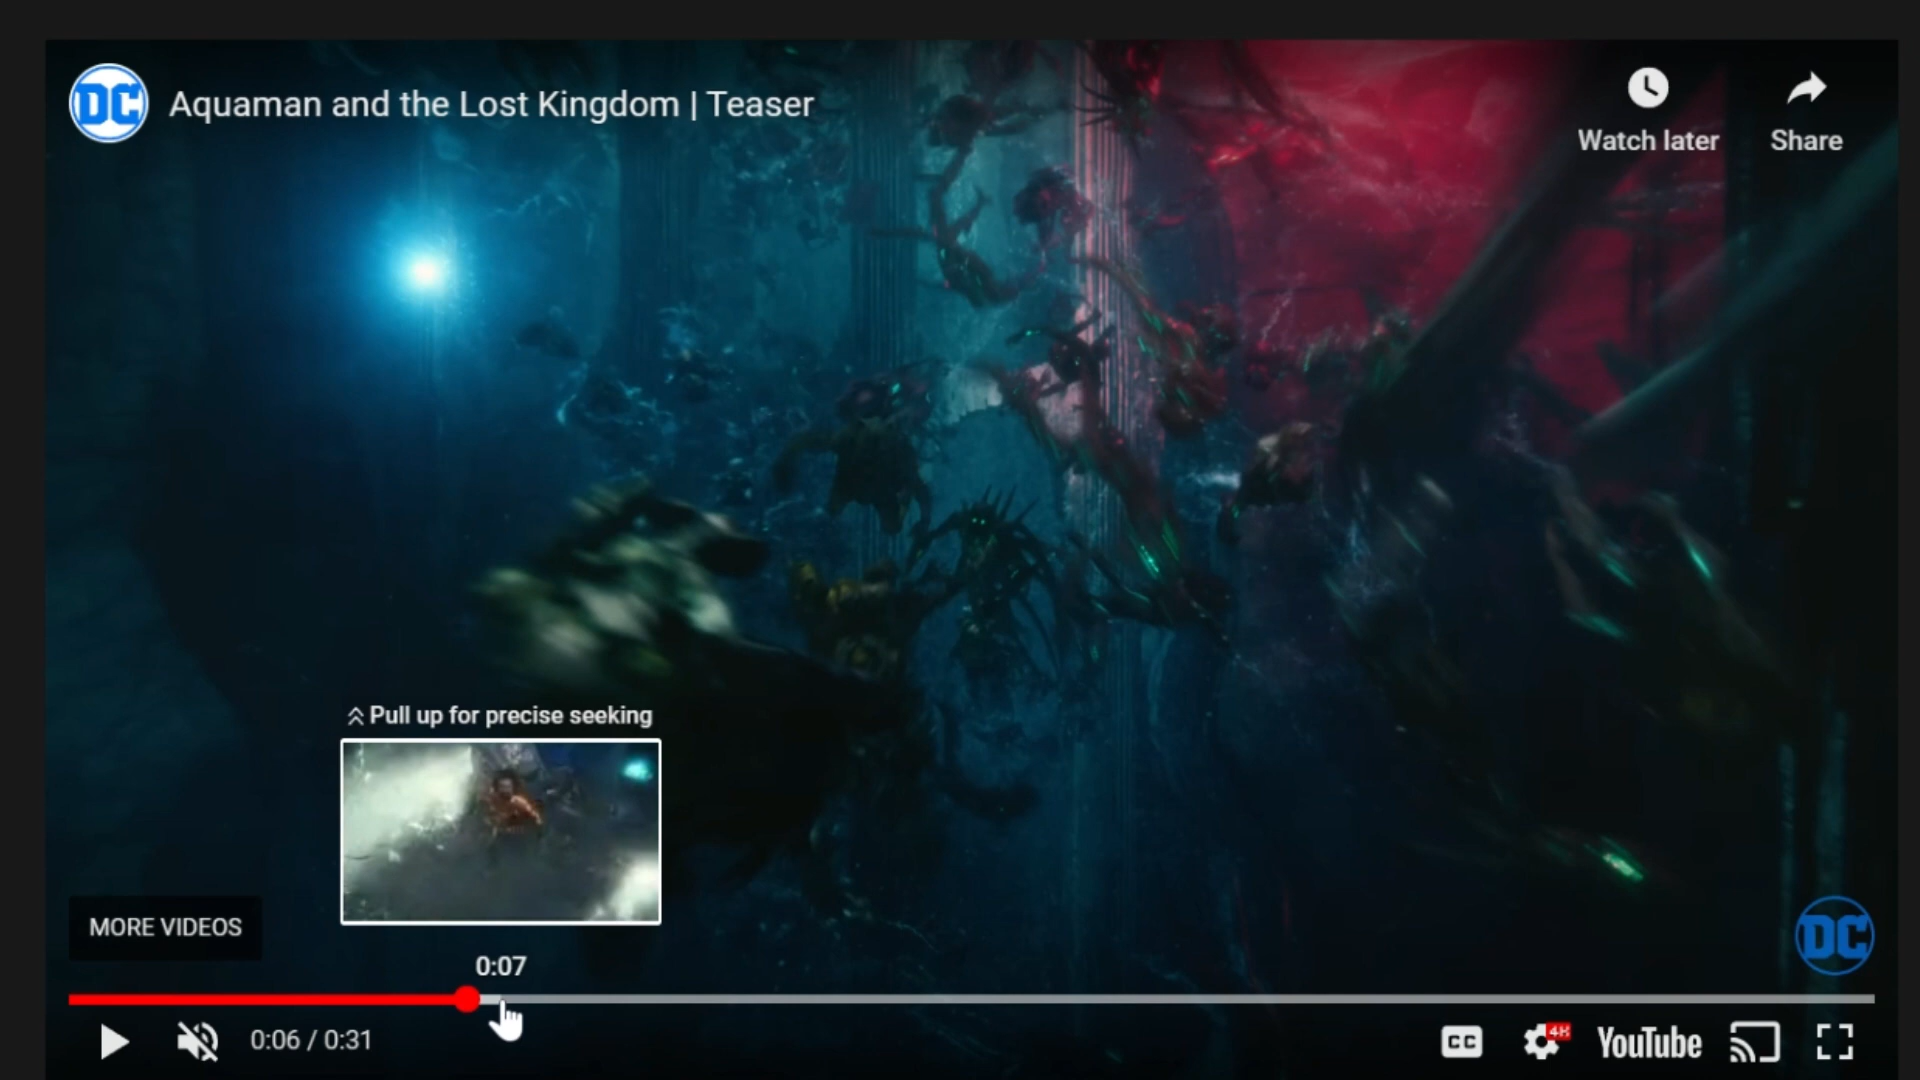 DC
Aquaman and the Lost Kingdom | Teaser
Watch later
Share
Pull up for precise seeking
MORE VIDEOS
DC
0:07
0:06 / 0:31
CC
4K
YouTube